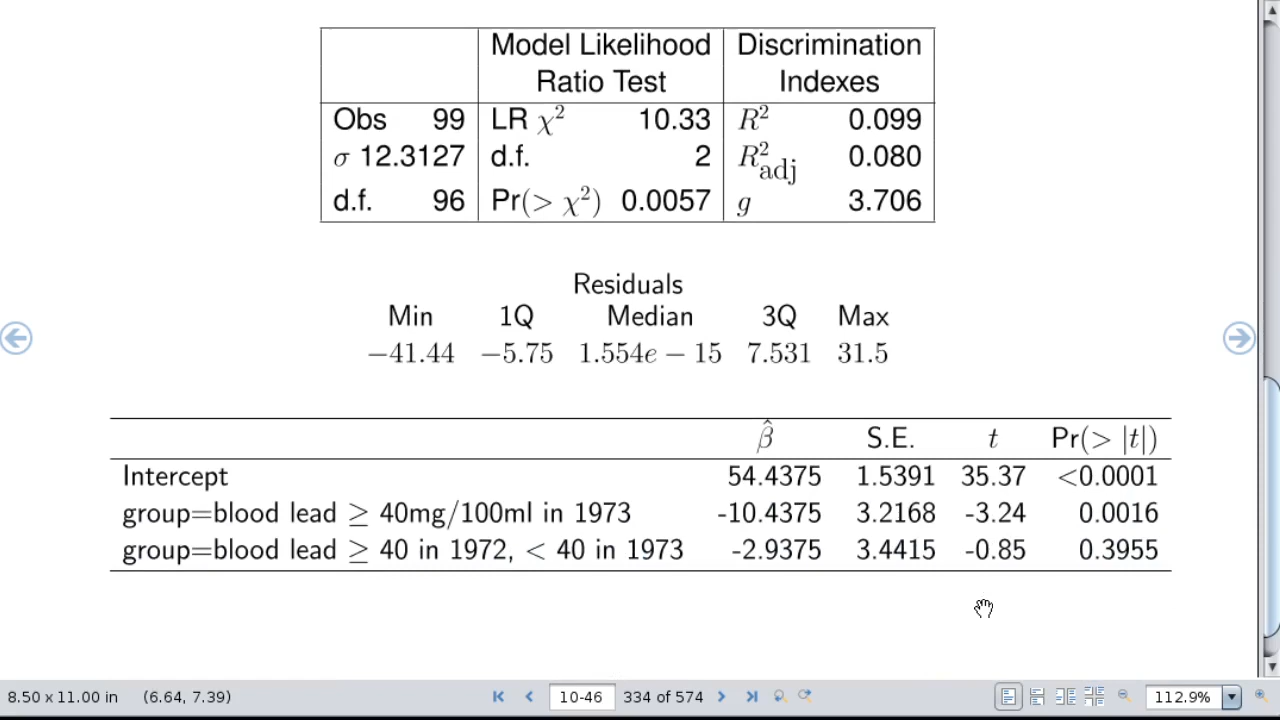 Model Likelihood Discrimination
Ratio Test Indexes
Obs 99 LR χ² 10.33 R² 0.099
σ 12.3127 d.f. 2 R²adj 0.080
d.f. 96 Pr(> χ²) 0.0057 g 3.706
Residuals
Min 1Q Median 3Q Max
−41.44 −5.75 1.554e − 15 7.531 31.5
β̂ S.E. t Pr(> |t|)
Intercept 54.4375 1.5391 35.37 <0.0001
group=blood lead ≥ 40mg/100ml in 1973 -10.4375 3.2168 -3.24 0.0016
group=blood lead ≥ 40 in 1972, < 40 in 1973 -2.9375 3.4415 -0.85 0.3955
8.50 x 11.00 in (6.64, 7.39) 10-46 334 of 574 112.9%